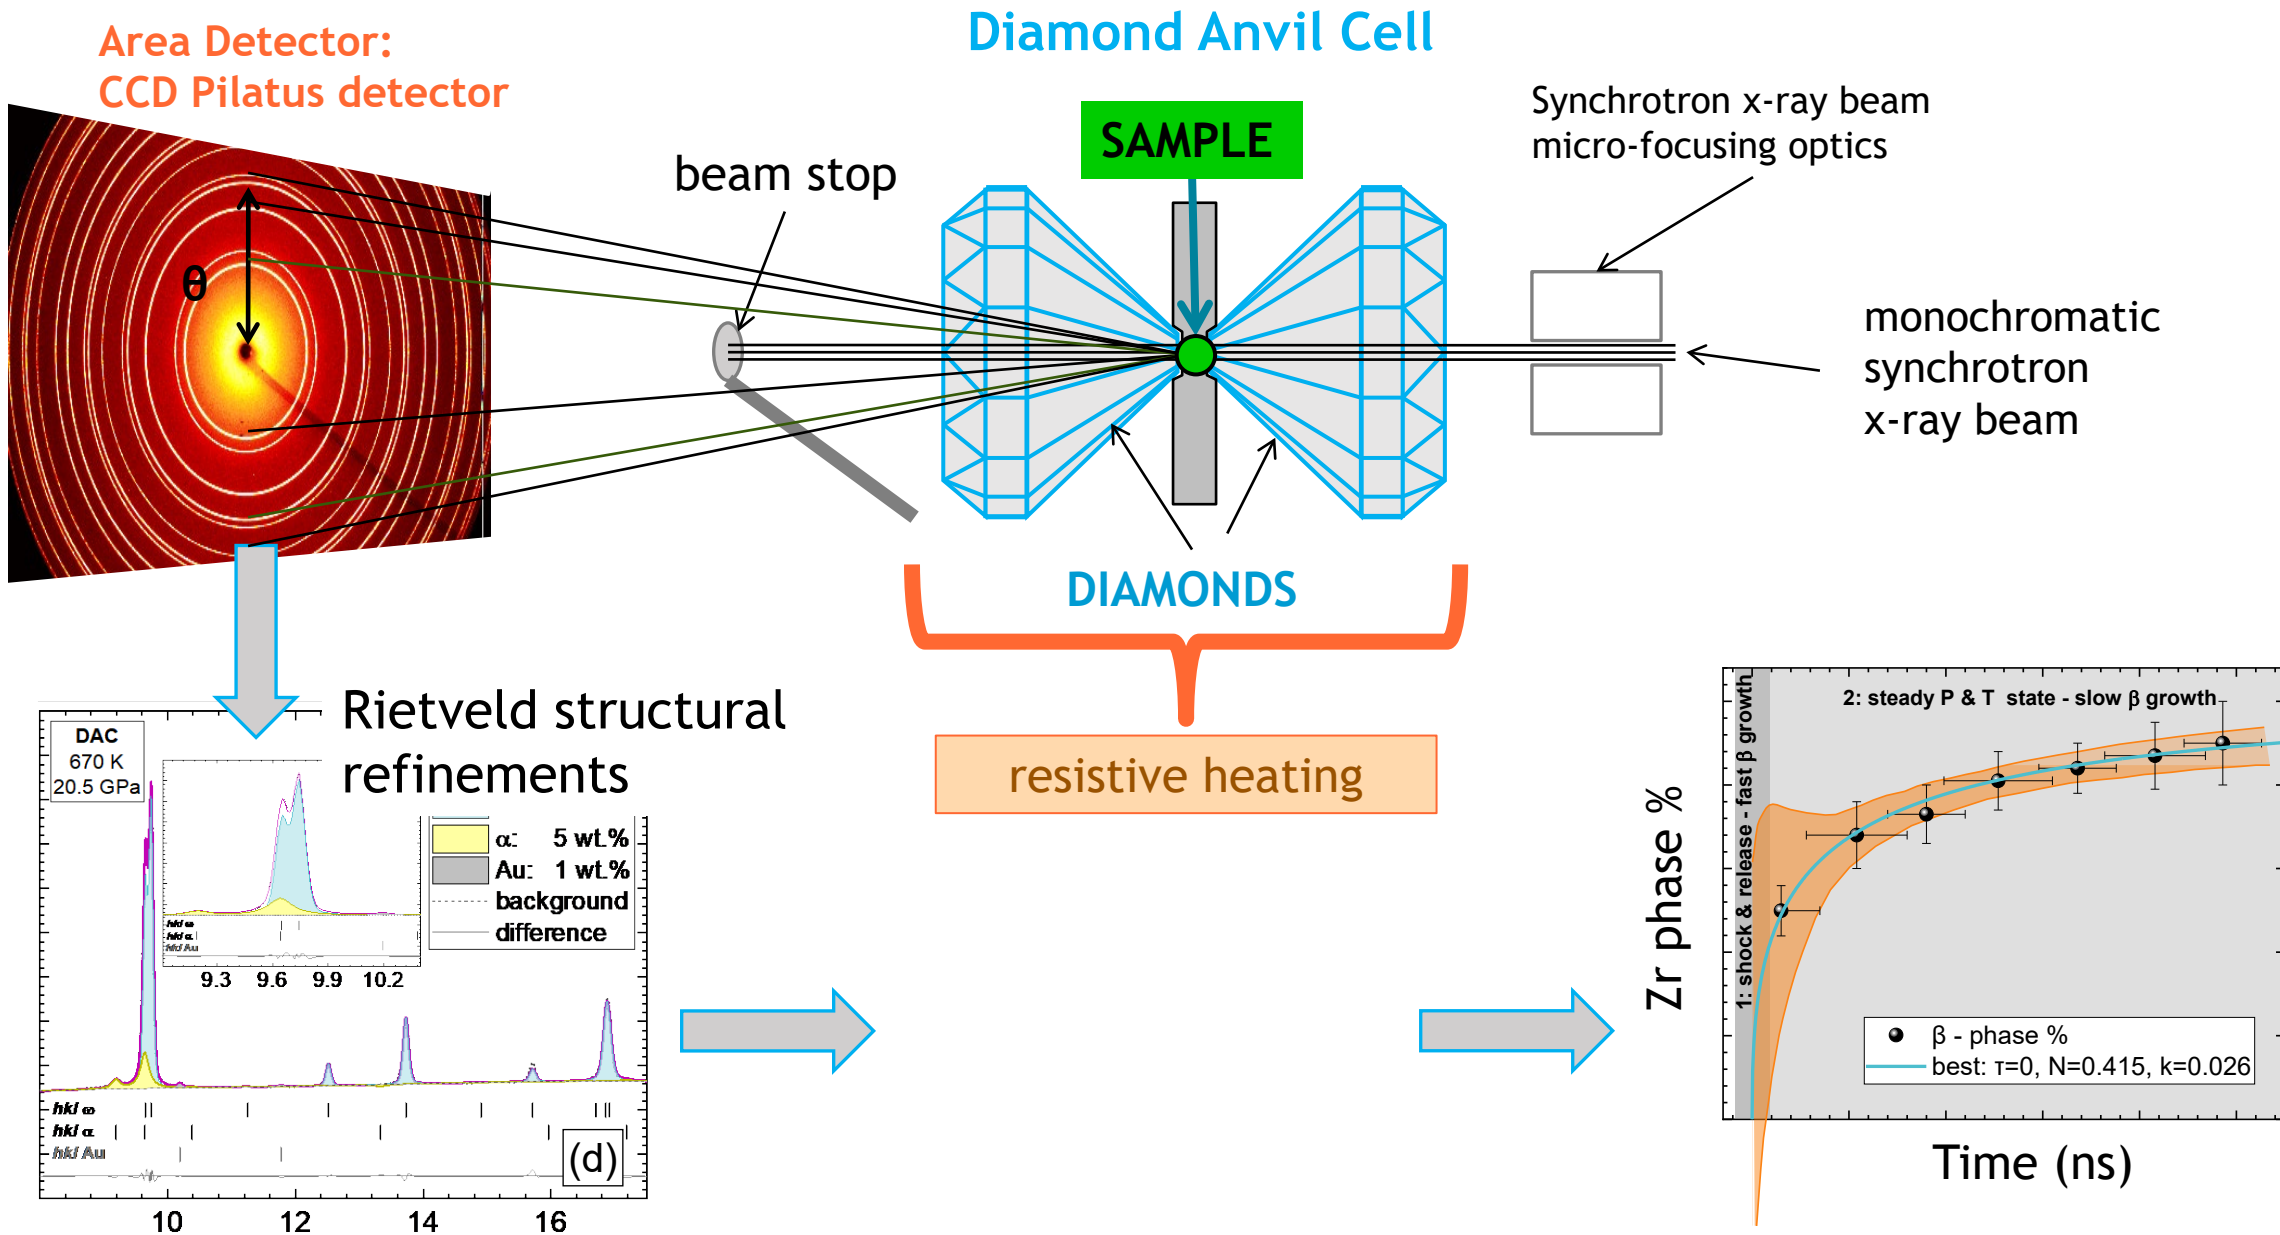 Diamond Anvil Cell
Area Detector:
CCD Pilatus detector
SAMPLE
Synchrotron x-ray beam
micro-focusing optics
beam stop
θ
monochromatic
synchrotron
x-ray beam
DIAMONDS
resistive heating
Rietveld structural
refinements
DAC
670 K
20.5 GPa
α: 5 wt.%
Au: 1 wt.%
background
difference
hkl ω
hkl α
hkl Au
9.3 9.6 9.9 10.2
hkl ω
hkl α
hkl Au
(d)
10 12 14 16
Zr phase %
1: shock & release - fast β growth
2: steady P & T state - slow β growth
β - phase %
best: τ=0, N=0.415, k=0.026
Time (ns)